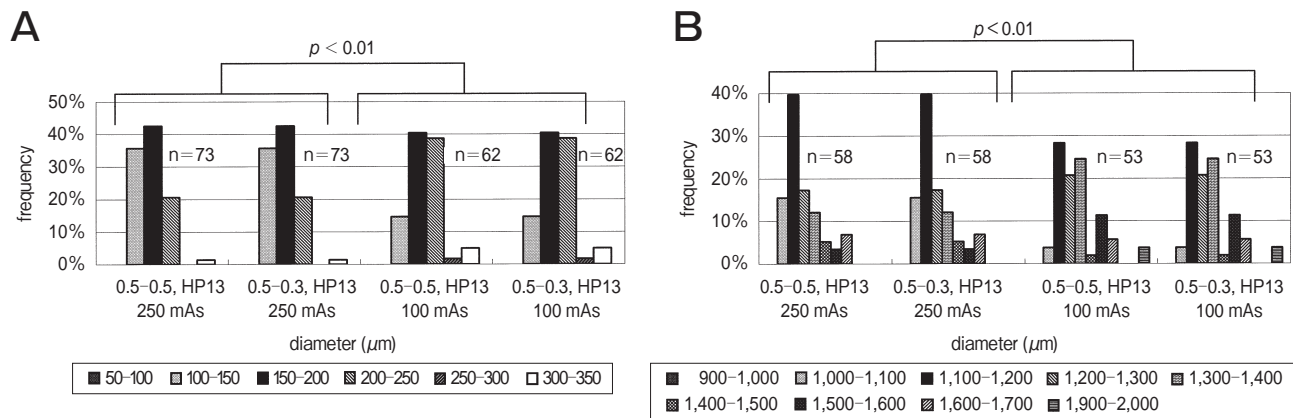 A
p < 0.01
50%
40%
30%
20%
10%
0%
frequency
n=73
n=73
n=62
n=62
0.5–0.5, HP13
250 mAs
0.5–0.3, HP13
250 mAs
0.5–0.5, HP13
100 mAs
0.5–0.3, HP13
100 mAs
diameter (μm)
50–100 100–150 150–200 200–250 250–300 300–350
B
p < 0.01
40%
30%
20%
10%
0%
frequency
n=58
n=58
n=53
n=53
0.5–0.5, HP13
250 mAs
0.5–0.3, HP13
250 mAs
0.5–0.5, HP13
100 mAs
0.5–0.3, HP13
100 mAs
diameter (μm)
900–1,000 1,000–1,100 1,100–1,200 1,200–1,300 1,300–1,400
1,400–1,500 1,500–1,600 1,600–1,700 1,900–2,000